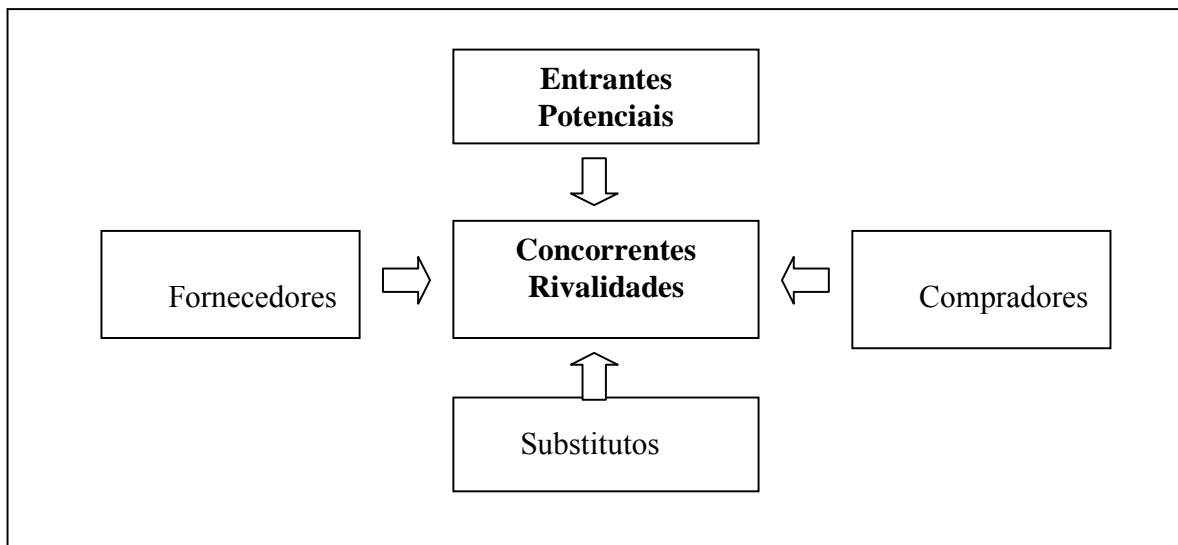 Entrantes
Potenciais
Concorrentes
Rivalidades
Fornecedores
Compradores
Substitutos